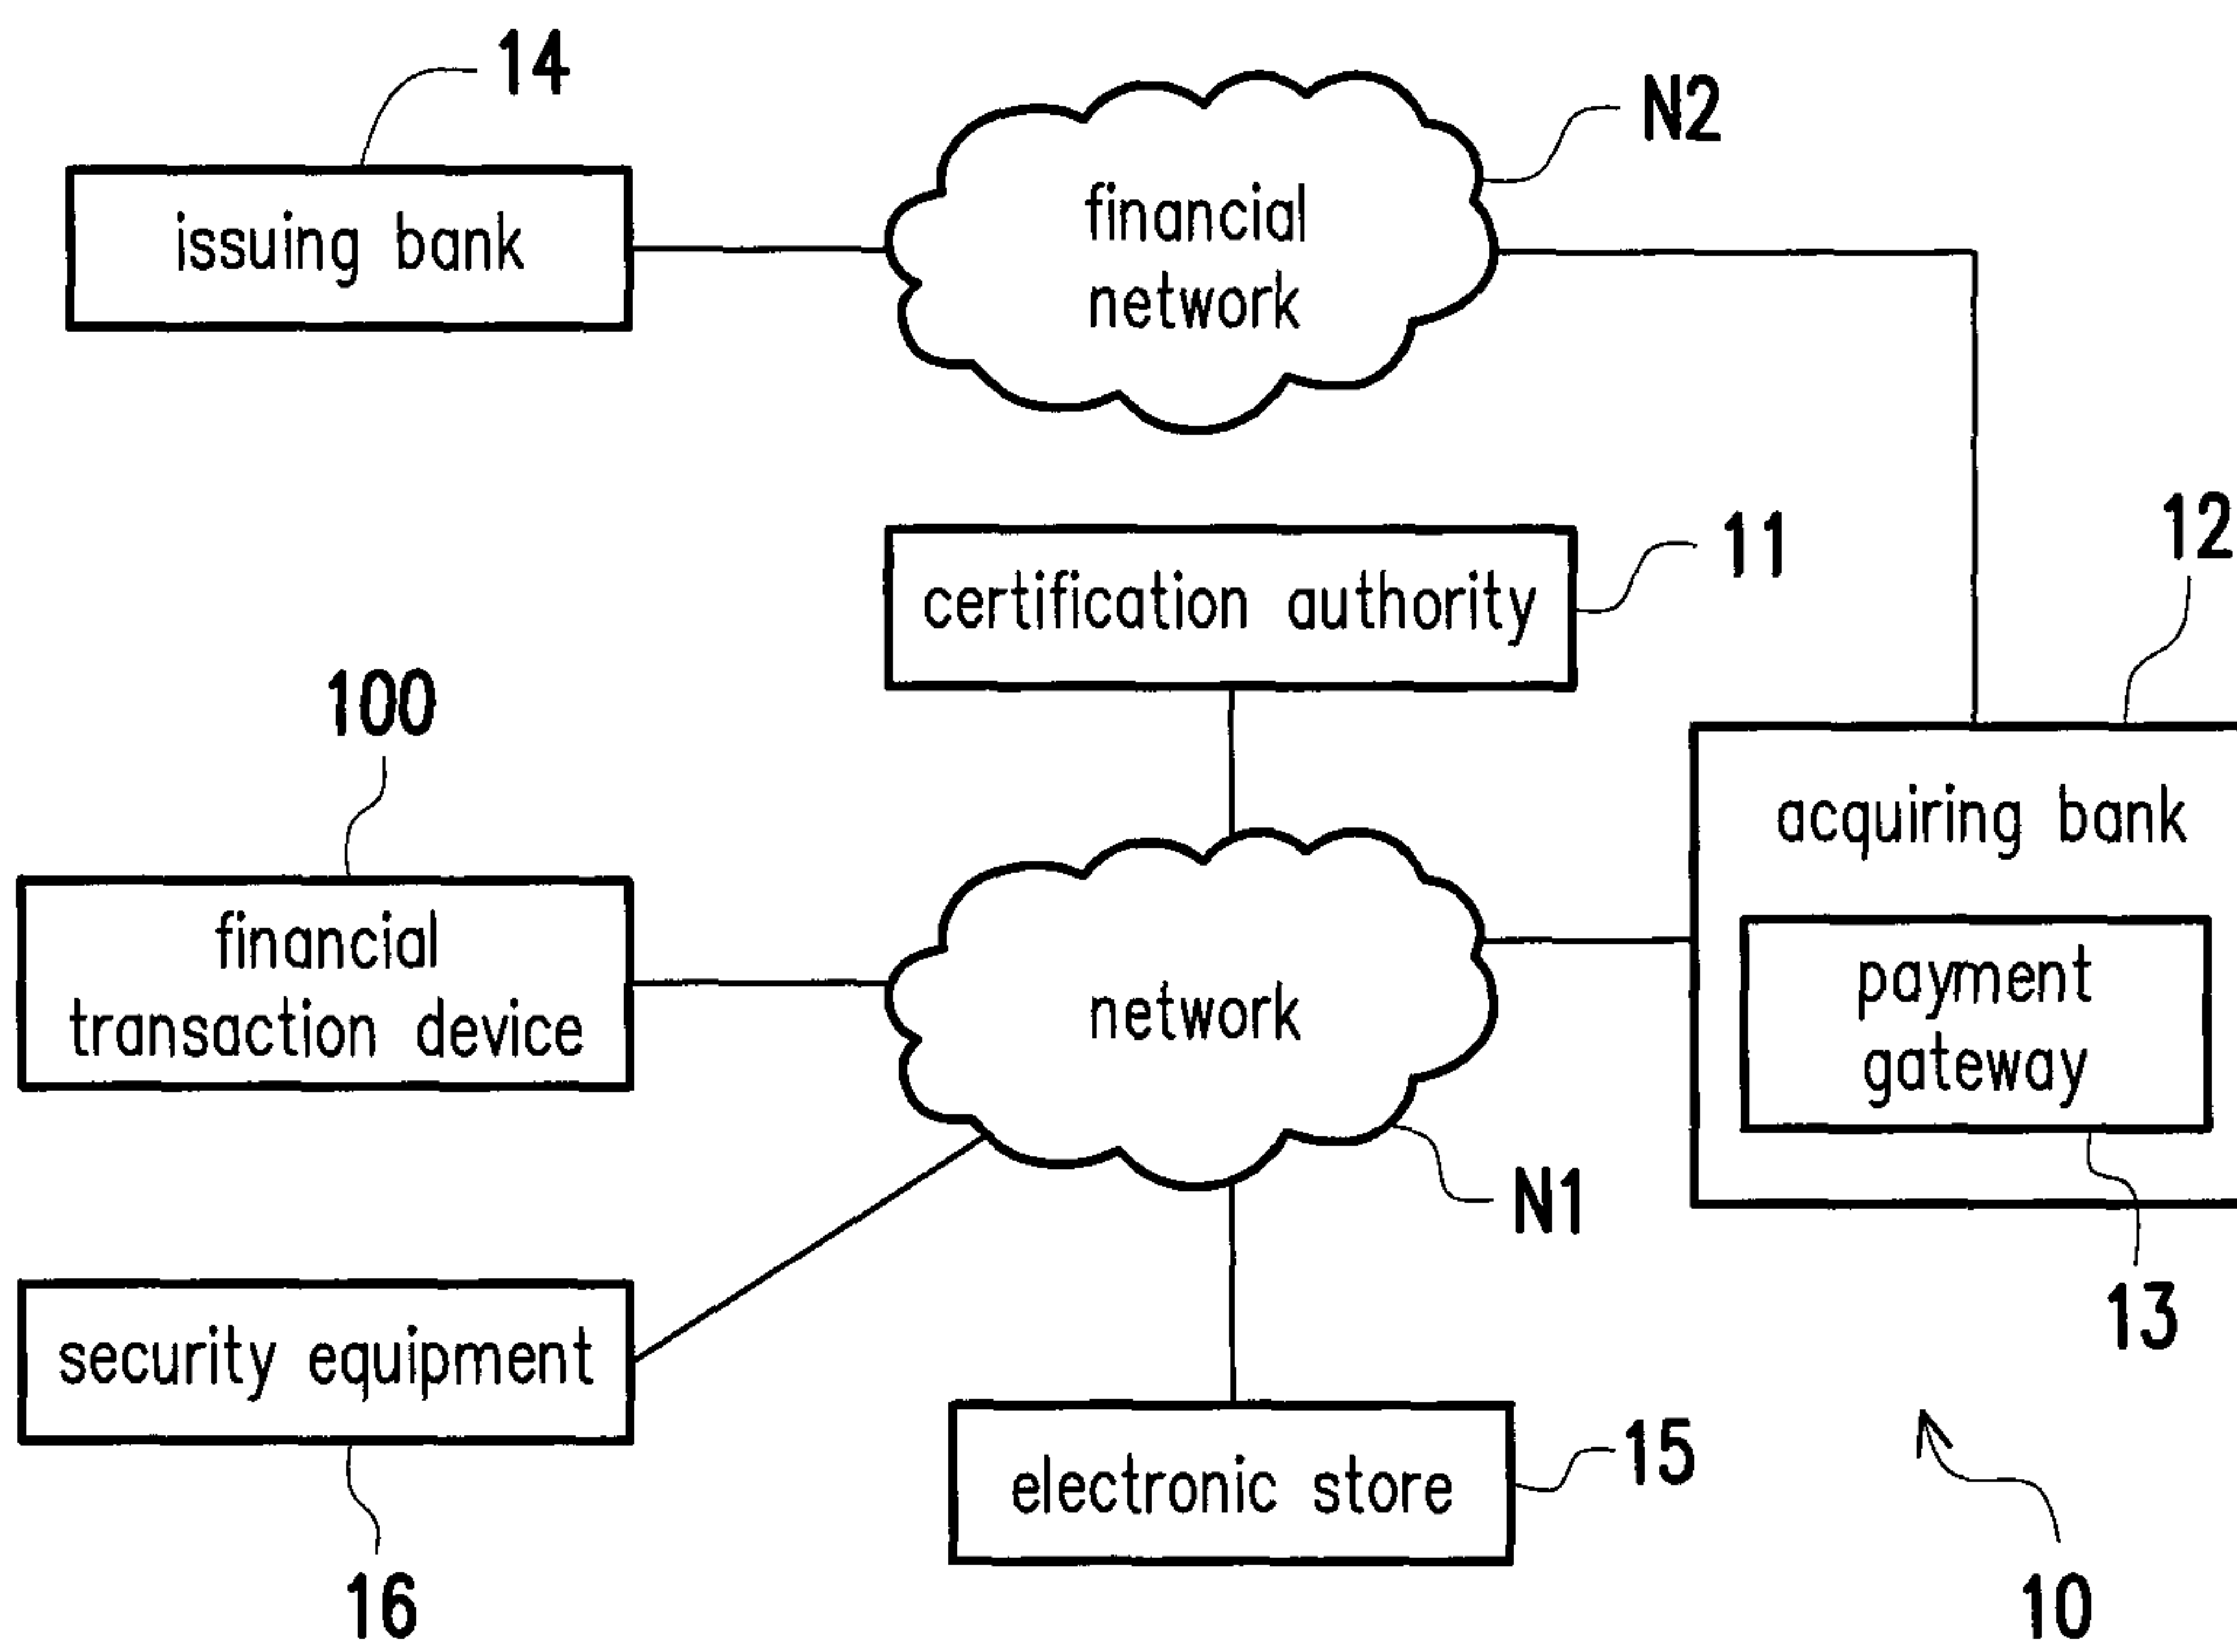 14
N2
issuing bank
financial
network
11
12
certification authority
100
acquiring bank
financial
transaction device
network
payment
gateway
N1
13
security equipment
15
electronic store
16
10